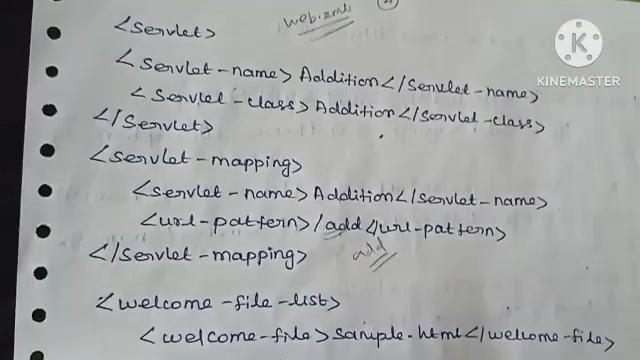 web.xml
<servlet>
<servlet-name>Addition</servlet-name>
<servlet-class>Addition</servlet-class>
</servlet>
<servlet-mapping>
<servlet-name>Addition</servlet-name>
<url-pattern>/add</url-pattern>
add
</servlet-mapping>
<welcome-file-list>
<welcome-file>sample.html</welcome-file>
K
KINEMASTER